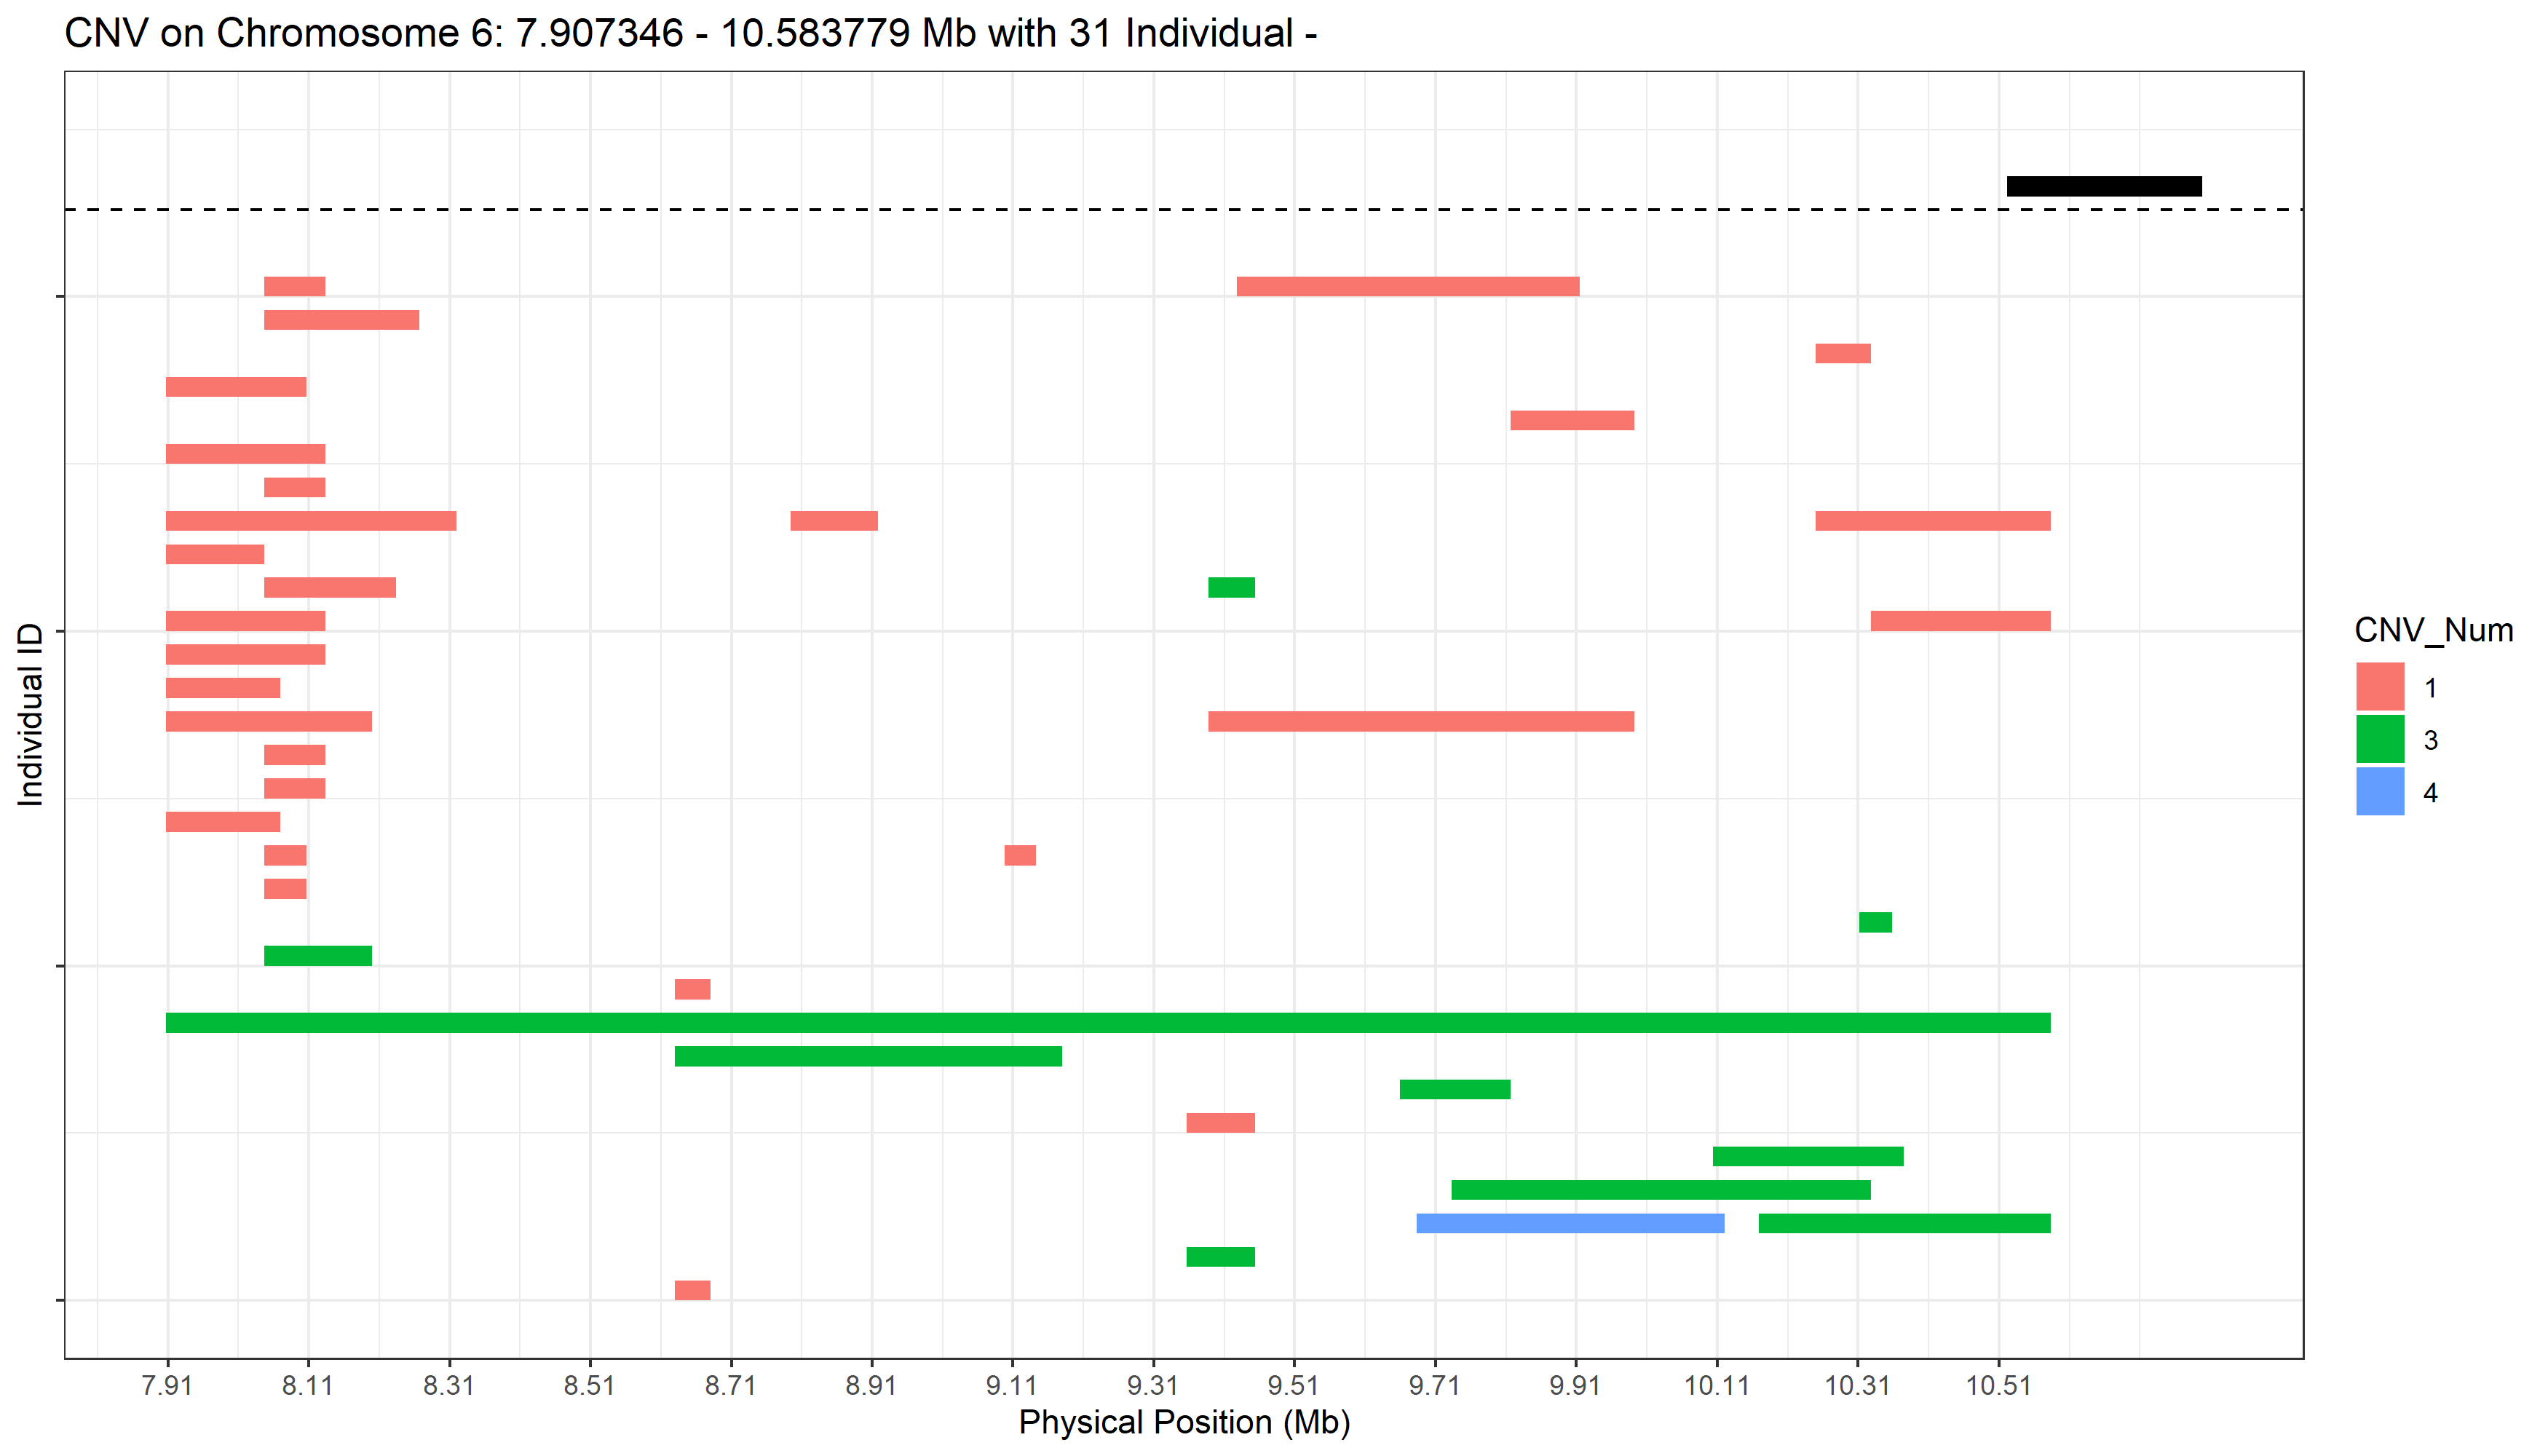 CNV on Chromosome 6: 7.907346 - 10.583779 Mb with 31 Individual -
Individual ID
CNV_Num
1
3
4
7.91 8.11 8.31 8.51 8.71 8.91 9.11 9.31 9.51 9.71 9.91 10.11 10.31 10.51
Physical Position (Mb)